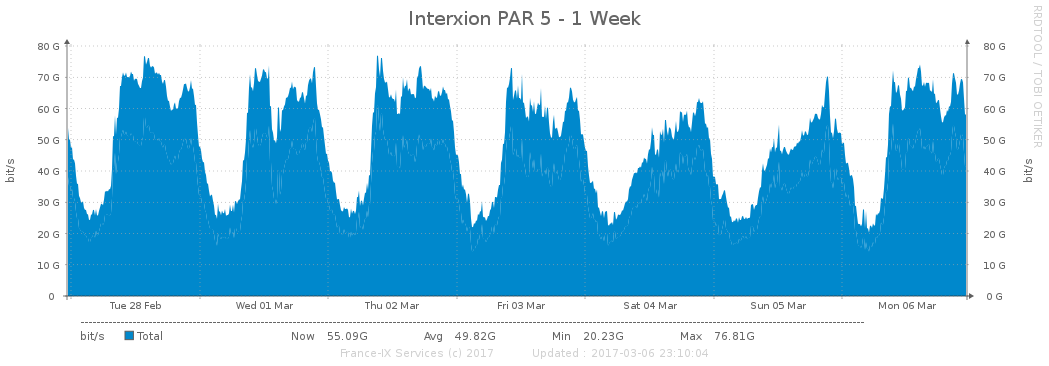 Interxion PAR 5 - 1 Week
RRDTOOL / TOBI OETIKER
80 G 80 G
70 G 70 G
60 G 60 G
50 G 50 G
40 G 40 G
30 G 30 G
20 G 20 G
10 G 10 G
0 0 G
bit/s bit/s
Tue 28 Feb Wed 01 Mar Thu 02 Mar Fri 03 Mar Sat 04 Mar Sun 05 Mar Mon 06 Mar
bit/s Total Now 55.09G Avg 49.82G Min 20.23G Max 76.81G
France-IX Services (c) 2017 Updated : 2017-03-06 23:10:04